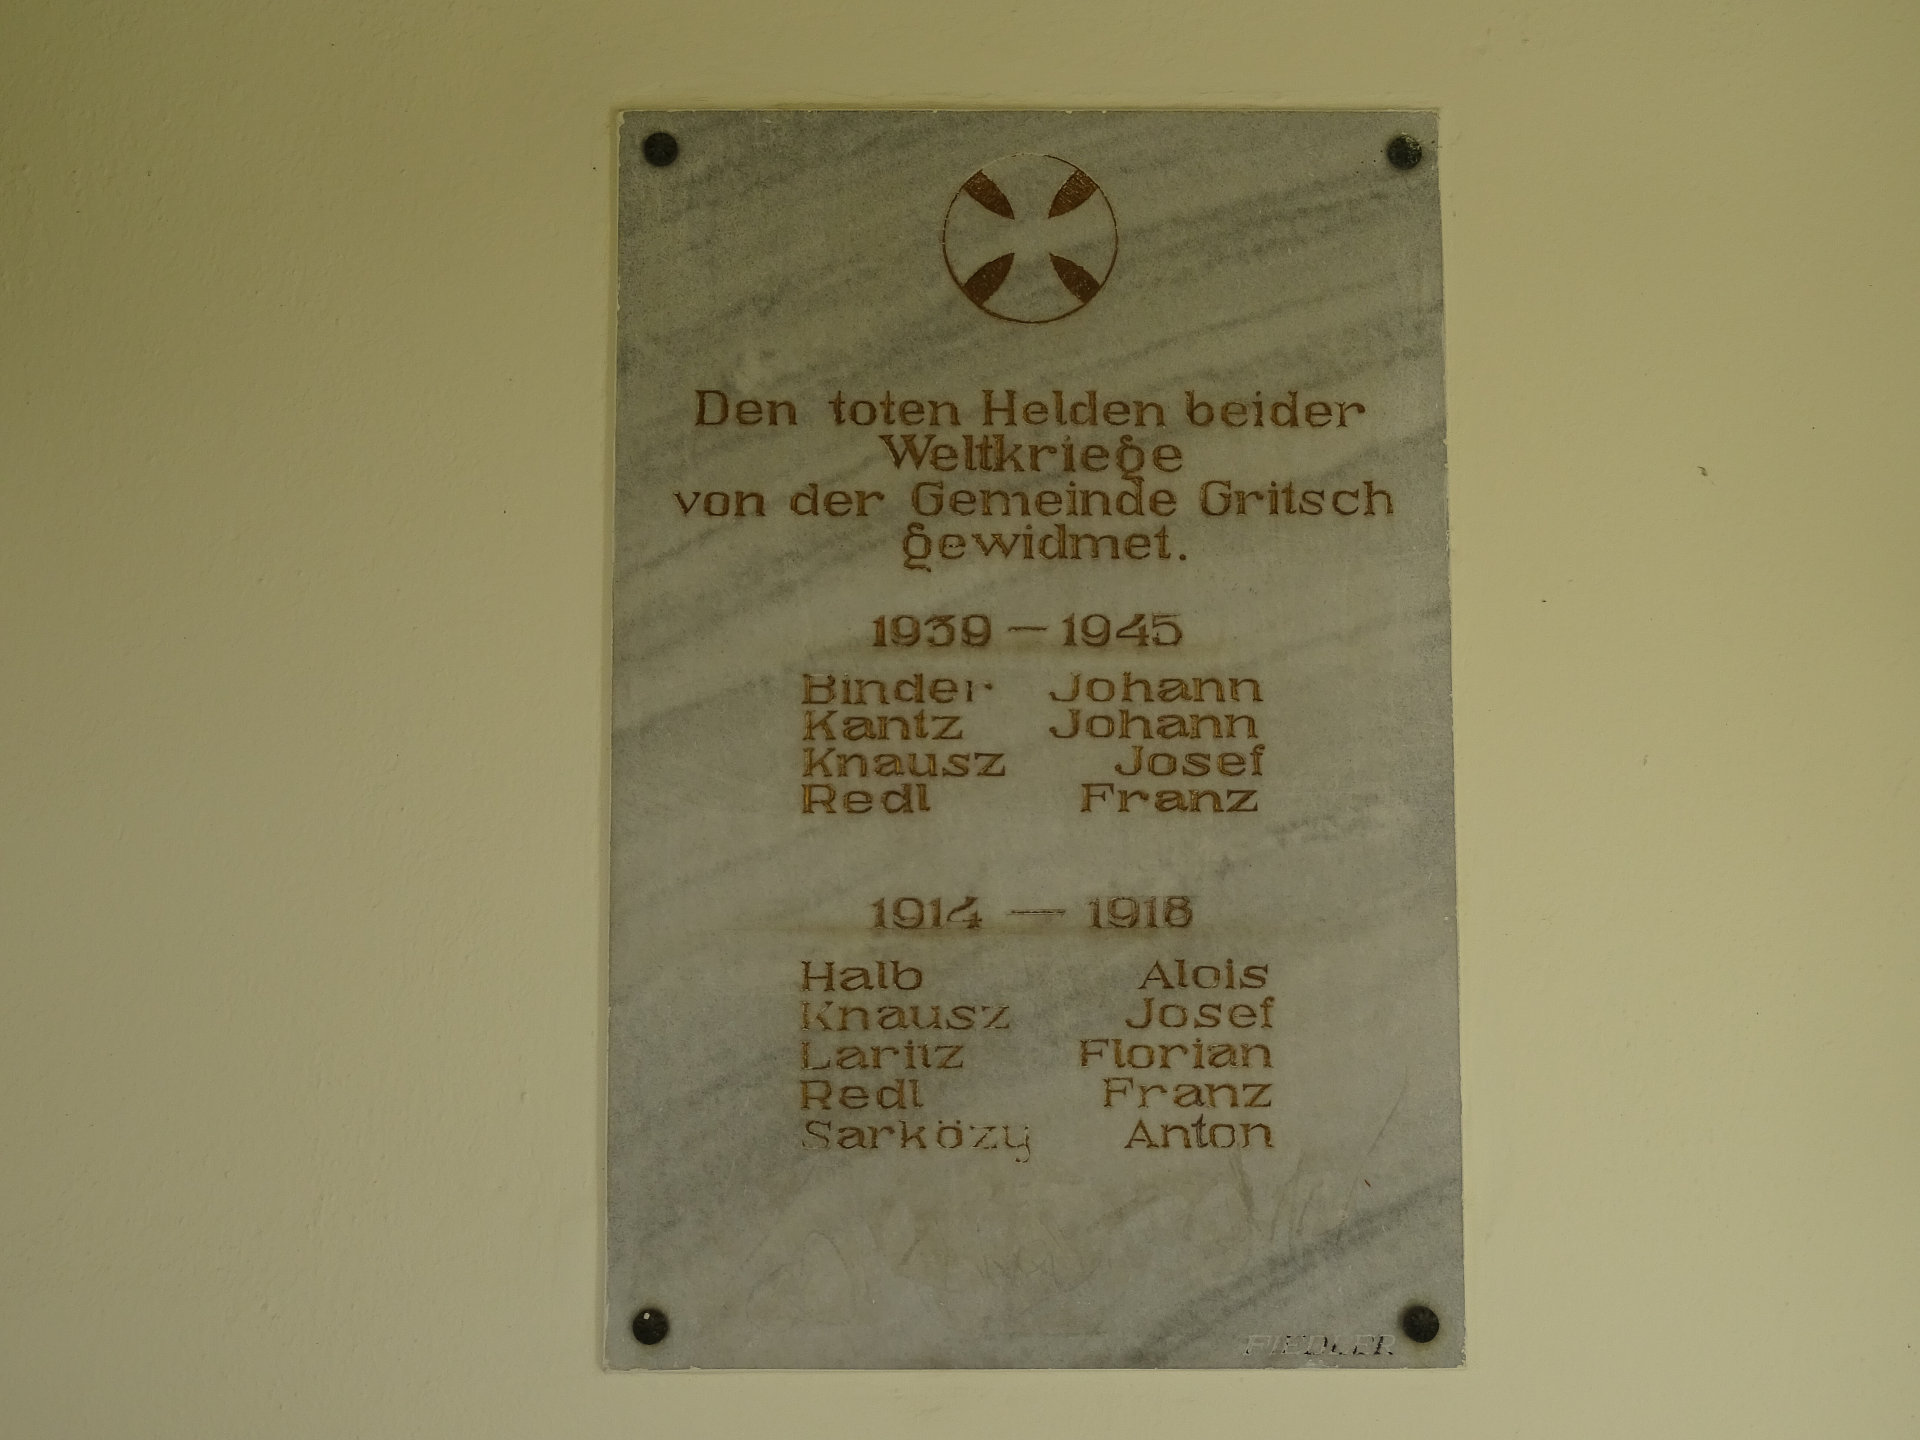 Den toten Helden beider
Weltkriege
von der Gemeinde Gritsch
gewidmet.
1939 - 1945
Binder Johann
Kantz Johann
Knausz Josef
Redl Franz
1914 - 1918
Halb Alois
Knausz Josef
Laritz Florian
Redl Franz
Sarközy Anton
FIEDLER